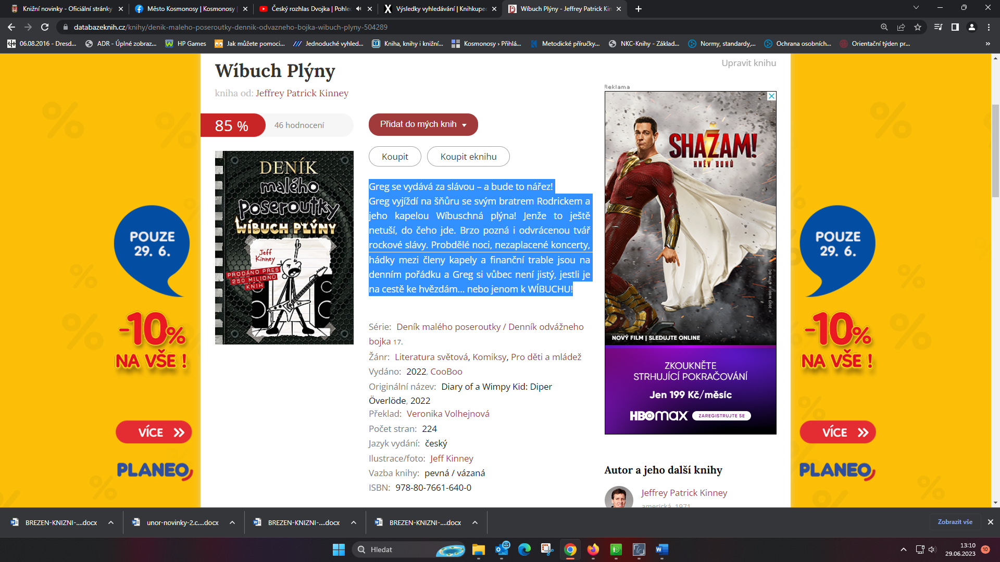 Knižní novinky - Oficiální stránky
Město Kosmonosy | Kosmonosy
Český rozhlas Dvojka | Pohled
Výsledky vyhledávání | Knihkupec
Wíbuch Plýny - Jeffrey Patrick Kin
databazeknih.cz/knihy/denik-maleho-poseroutky-dennik-odvazneho-bojka-wibuch-plyny-504289
06.08.2016 - Dresd...
ADR - Úplné zobraz...
HP Games
Jak můžete pomoci...
Jednoduché vyhled...
Kniha, knihy i knižní...
Kosmonosy › Přihlá...
Metodické příručky...
NKC-Knihy - Základ...
Normy, standardy,...
Ochrana osobních...
Orientační týden pr...
»
Wíbuch Plýny
Upravit knihu
kniha od: Jeffrey Patrick Kinney
85 %
46 hodnocení
Přidat do mých knih
Koupit
Koupit eknihu
DENÍK
malého
Poseroutky
WÍBUCH PLÝNY
Jeff
Kinney
PRODÁNO PŘES
250 MILIONŮ
KNIH
Greg se vydává za slávou – a bude to nářez!
Greg vyjíždí na šňůru se svým bratrem Rodrickem a
jeho kapelou Wíbuschná plýna! Jenže to ještě
netuší, do čeho jde. Brzo pozná i odvrácenou tvář
rockové slávy. Probdělé noci, nezaplacené koncerty,
hádky mezi členy kapely a finanční trable jsou na
denním pořádku a Greg si vůbec není jistý, jestli je
na cestě ke hvězdám... nebo jenom k WÍBUCHU!
Série: Deník malého poseroutky / Denník odvážneho
bojka 17.
Žánr: Literatura světová, Komiksy, Pro děti a mládež
Vydáno: 2022, CooBoo
Originální název: Diary of a Wimpy Kid: Diper
Överlöde, 2022
Překlad: Veronika Volhejnová
Počet stran: 224
Jazyk vydání: český
Ilustrace/foto: Jeff Kinney
Vazba knihy: pevná / vázaná
ISBN: 978-80-7661-640-0
Reklama
SHAZAM!
HNĚV BOHŮ
NOVÝ FILM | SLEDUJTE ONLINE
© 2023 WBEI & TM DC
ZKOUKNĚTE
STRHUJÍCÍ POKRAČOVÁNÍ
Jen 199 Kč/měsíc
HBOMAX
ZAREGISTRUJTE SE
Autor a jeho další knihy
Jeffrey Patrick Kinney
americká, 1971
POUZE
29. 6.
-10%
NA VŠE !
VÍCE
PLANEO
POUZE
29. 6.
-10%
NA VŠE !
VÍCE
PLANEO
BREZEN-KNIZNI-....docx
unor-novinky-2.c....docx
BREZEN-KNIZNI-....docx
BREZEN-KNIZNI-....docx
Zobrazit vše
Hledat
13:10
29.06.2023
10